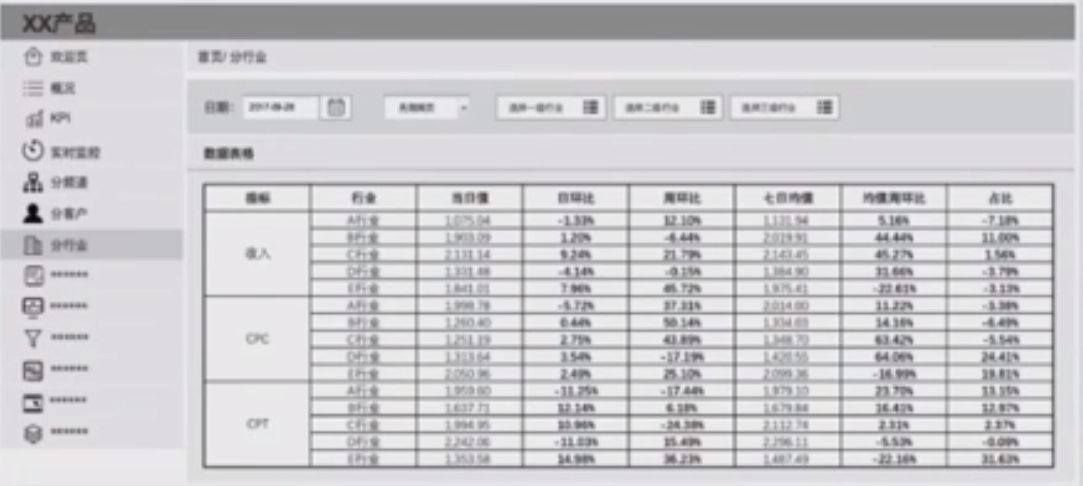 XX产品
欢迎页
概况
KPI
实时监控
分频道
分客户
分行业
******
******
******
******
******
******
首页/ 分行业
日期: 2017-09-28 选择一级行业 选择二级行业 选择三级行业
数据表格
指标 行业 当日值 日环比 周环比 七日均值 均值周环比 占比
收入
A行业 1,075.04 -1.33% 12.10% 1,131.94 5.16% -7.18%
B行业 1,903.09 1.20% -6.44% 2,019.91 44.44% 11.00%
C行业 2,131.14 9.24% 21.79% 2,143.45 45.27% 1.56%
D行业 1,331.48 -4.14% -0.15% 1,384.90 31.66% -3.79%
E行业 1,841.01 7.96% 45.72% 1,975.41 -22.61% -3.13%
CPC
A行业 1,998.78 -5.72% 37.31% 2,014.00 11.22% -3.38%
B行业 1,260.40 0.44% 50.14% 1,334.03 14.16% -6.49%
C行业 1,251.19 2.75% 43.89% 1,348.70 63.42% -5.54%
D行业 1,313.64 3.54% -17.19% 1,420.55 64.06% 24.41%
E行业 2,050.96 2.49% 25.10% 2,099.36 -16.99% 19.81%
CPT
A行业 1,959.60 -11.25% -17.44% 1,979.10 23.70% 13.15%
B行业 1,637.71 12.14% 6.18% 1,679.84 16.41% 12.97%
C行业 1,994.95 10.96% -24.38% 2,112.74 2.31% 2.37%
D行业 2,242.06 -11.03% 15.49% 2,296.11 -5.53% -0.09%
E行业 1,353.58 14.98% 36.23% 1,487.49 -22.16% 31.63%